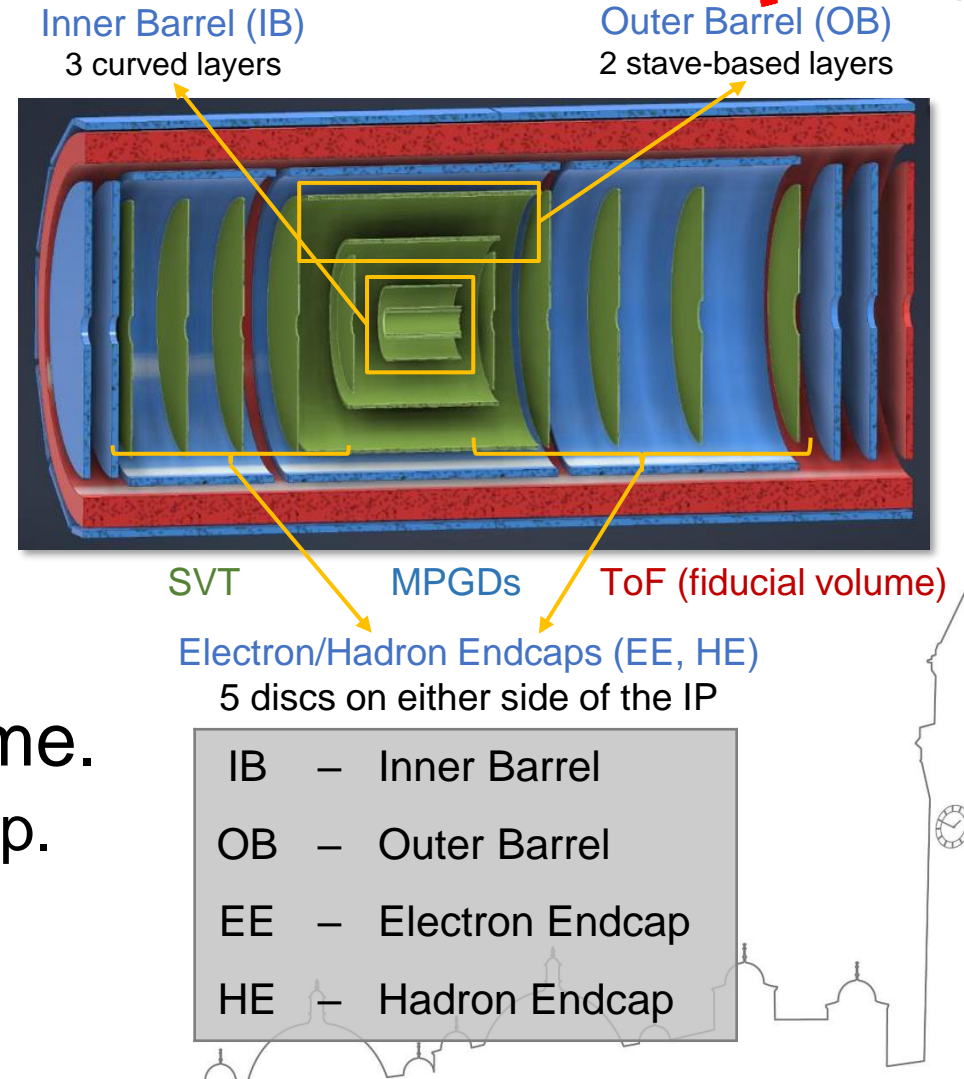 Inner Barrel (IB)
3 curved layers
Outer Barrel (OB)
2 stave-based layers
SVT
MPGDs
ToF (fiducial volume)
Electron/Hadron Endcaps (EE, HE)
5 discs on either side of the IP
me.
p.
IB – Inner Barrel
OB – Outer Barrel
EE – Electron Endcap
HE – Hadron Endcap